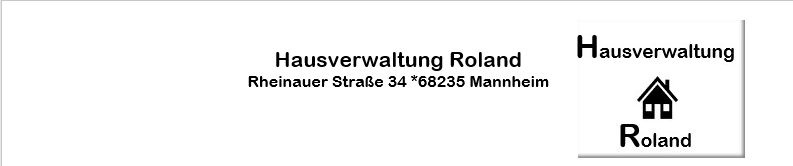 Hausverwaltung Roland
Rheinauer Straße 34 *68235 Mannheim
Hausverwaltung
Roland